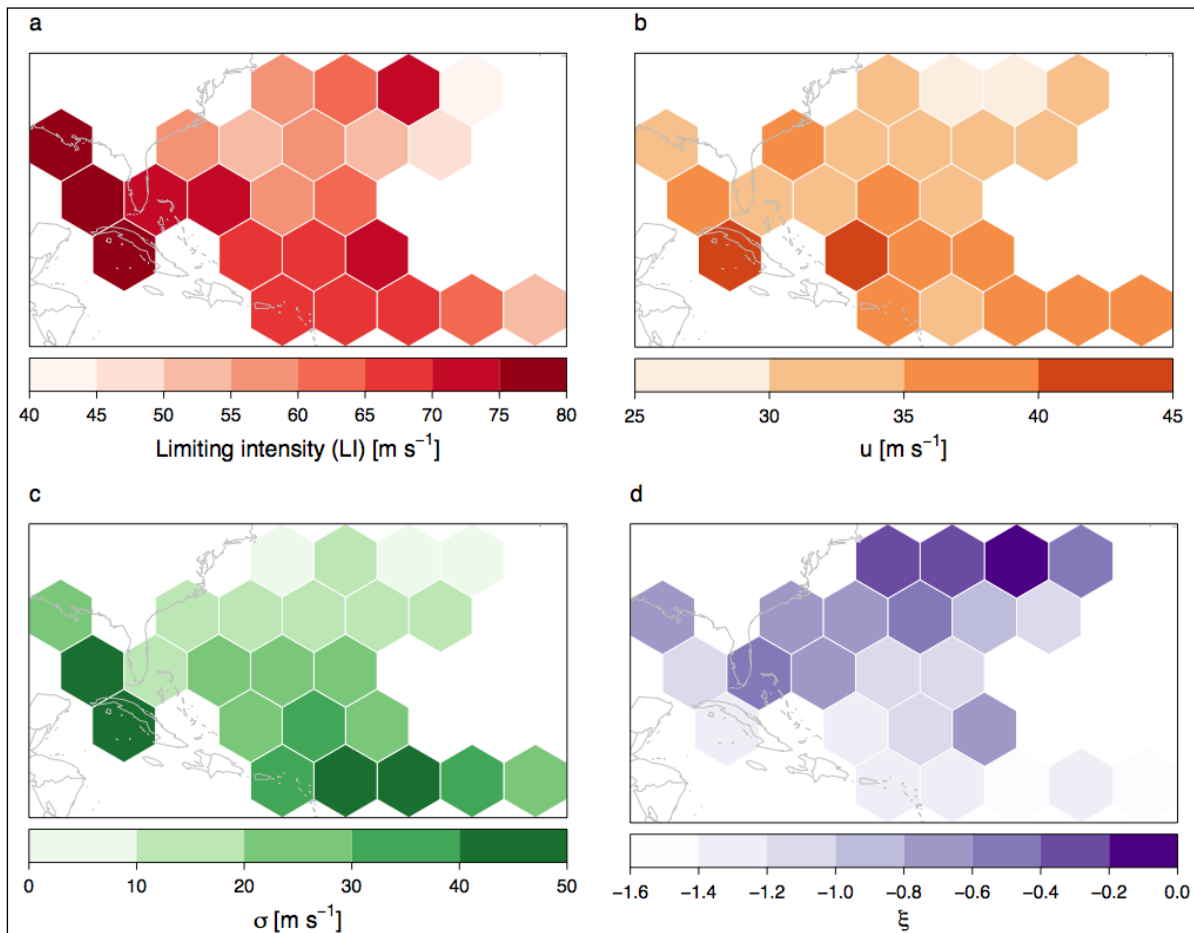 a
b
40 45 50 55 60 65 70 75 80
Limiting intensity (LI) [m s⁻¹]
25 30 35 40 45
u [m s⁻¹]
c
d
0 10 20 30 40 50
σ [m s⁻¹]
−1.6 −1.4 −1.2 −1.0 −0.8 −0.6 −0.4 −0.2 0.0
ξ